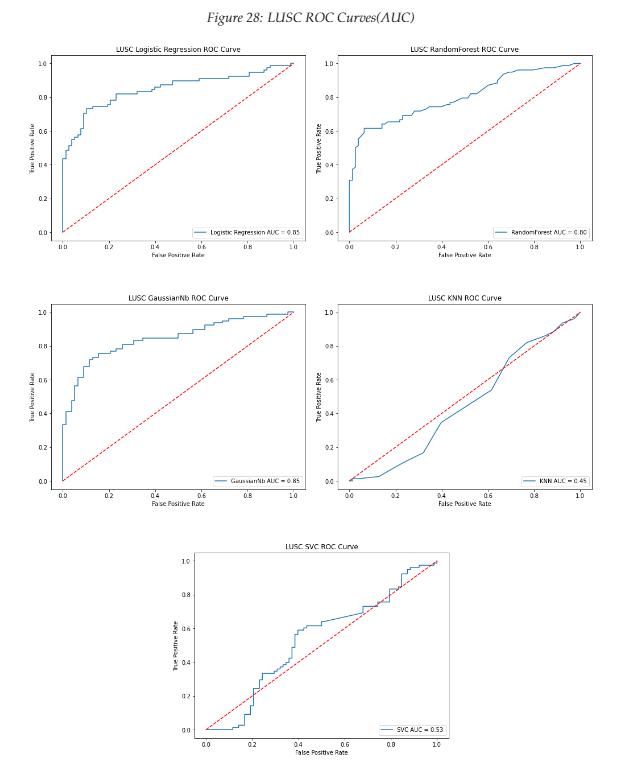 Figure 28: LUSC ROC Curves(AUC)
LUSC Logistic Regression ROC Curve
1.0
0.8
0.6
0.4
0.2
0.0
True Positive Rate
Logistic Regression AUC = 0.85
0.0 0.2 0.4 0.6 0.8 1.0
False Positive Rate
LUSC RandomForest ROC Curve
1.0
0.8
0.6
0.4
0.2
0.0
True Positive Rate
RandomForest AUC = 0.80
0.0 0.2 0.4 0.6 0.8 1.0
False Positive Rate
LUSC GaussianNb ROC Curve
1.0
0.8
0.6
0.4
0.2
0.0
True Positive Rate
GaussianNb AUC = 0.85
0.0 0.2 0.4 0.6 0.8 1.0
False Positive Rate
LUSC KNN ROC Curve
1.0
0.8
0.6
0.4
0.2
0.0
True Positive Rate
KNN AUC = 0.45
0.0 0.2 0.4 0.6 0.8 1.0
False Positive Rate
LUSC SVC ROC Curve
1.0
0.8
0.6
0.4
0.2
0.0
True Positive Rate
SVC AUC = 0.53
0.0 0.2 0.4 0.6 0.8 1.0
False Positive Rate